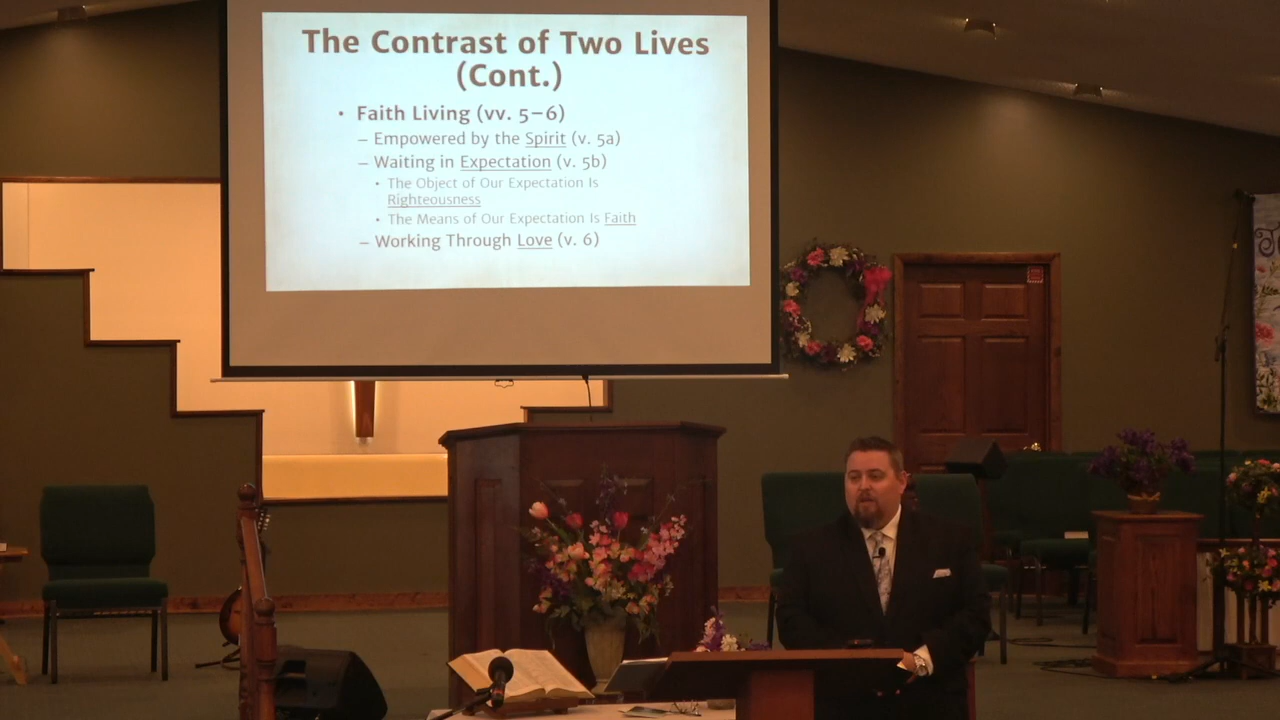 The Contrast of Two Lives
(Cont.)
• Faith Living (vv. 5–6)
– Empowered by the Spirit (v. 5a)
– Waiting in Expectation (v. 5b)
• The Object of Our Expectation Is
Righteousness
• The Means of Our Expectation Is Faith
– Working Through Love (v. 6)